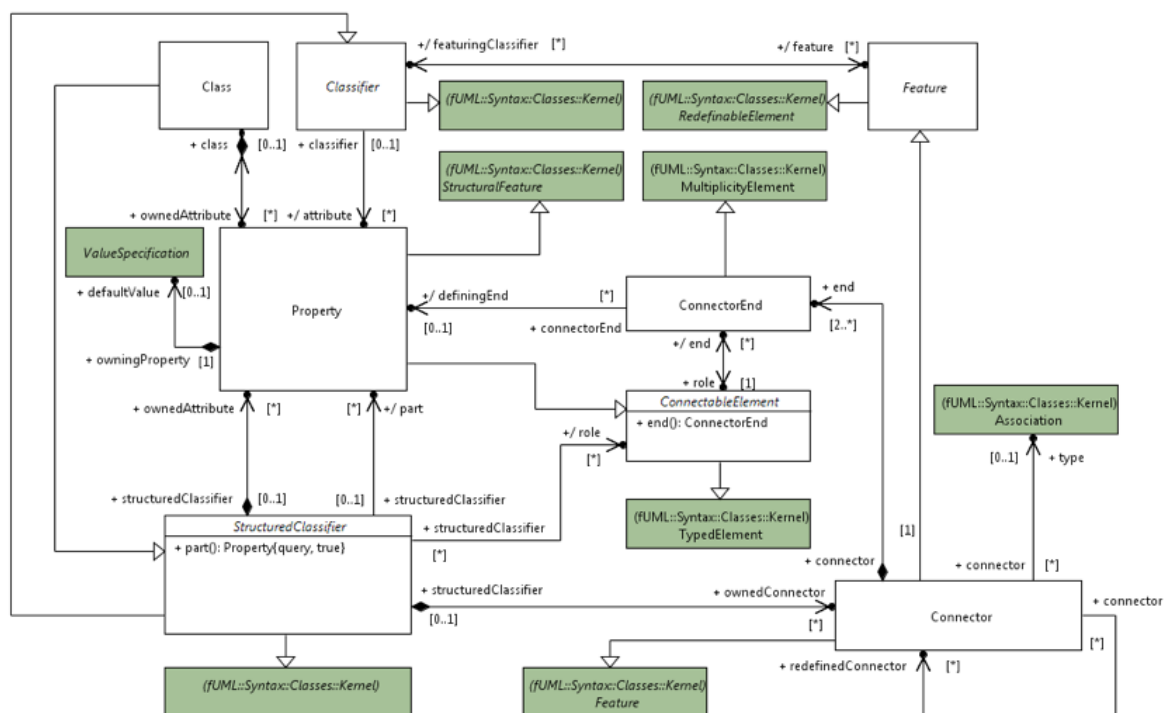 +/ featuringClassifier [*]
+/ feature [*]
Class
Classifier
Feature
(fUML::Syntax::Classes::Kernel)
(fUML::Syntax::Classes::Kernel)
RedefinableElement
+ class [0..1]
+ classifier [0..1]
(fUML::Syntax::Classes::Kernel)
StructuralFeature
(fUML::Syntax::Classes::Kernel)
MultiplicityElement
+ ownedAttribute [*]
+/ attribute [*]
ValueSpecification
+ defaultValue [0..1]
Property
+/ definingEnd [*]
[0..1]
ConnectorEnd
+ end
[2..*]
+ connectorEnd
+/ end [*]
+ owningProperty [1]
+ role [1]
+ ownedAttribute [*]
[*] +/ part
ConnectableElement
+ end(): ConnectorEnd
(fUML::Syntax::Classes::Kernel)
Association
+/ role
[*]
[0..1] + type
+ structuredClassifier [0..1]
[0..1] + structuredClassifier
(fUML::Syntax::Classes::Kernel)
TypedElement
StructuredClassifier
+ part(): Property{query, true}
+ structuredClassifier
[*]
[1]
+ connector
+ connector [*]
+ structuredClassifier
[0..1]
+ ownedConnector
[*]
Connector
+ connector
[*]
+ redefinedConnector [*]
(fUML::Syntax::Classes::Kernel)
(fUML::Syntax::Classes::Kernel)
Feature